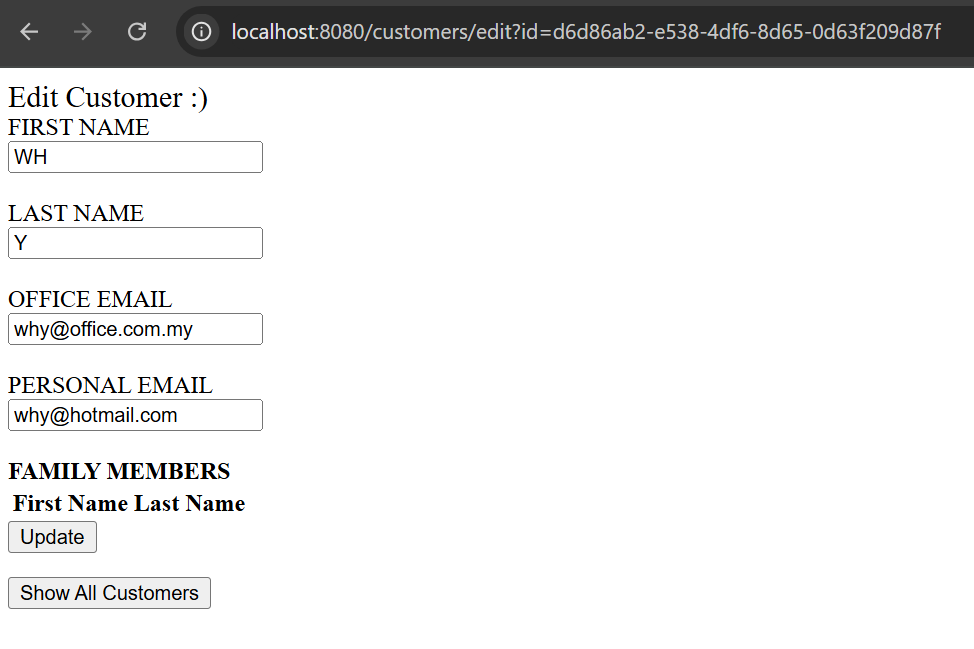 localhost:8080/customers/edit?id=d6d86ab2-e538-4df6-8d65-0d63f209d87f
Edit Customer :)
FIRST NAME
WH
LAST NAME
Y
OFFICE EMAIL
why@office.com.my
PERSONAL EMAIL
why@hotmail.com
FAMILY MEMBERS
First Name Last Name
Update
Show All Customers